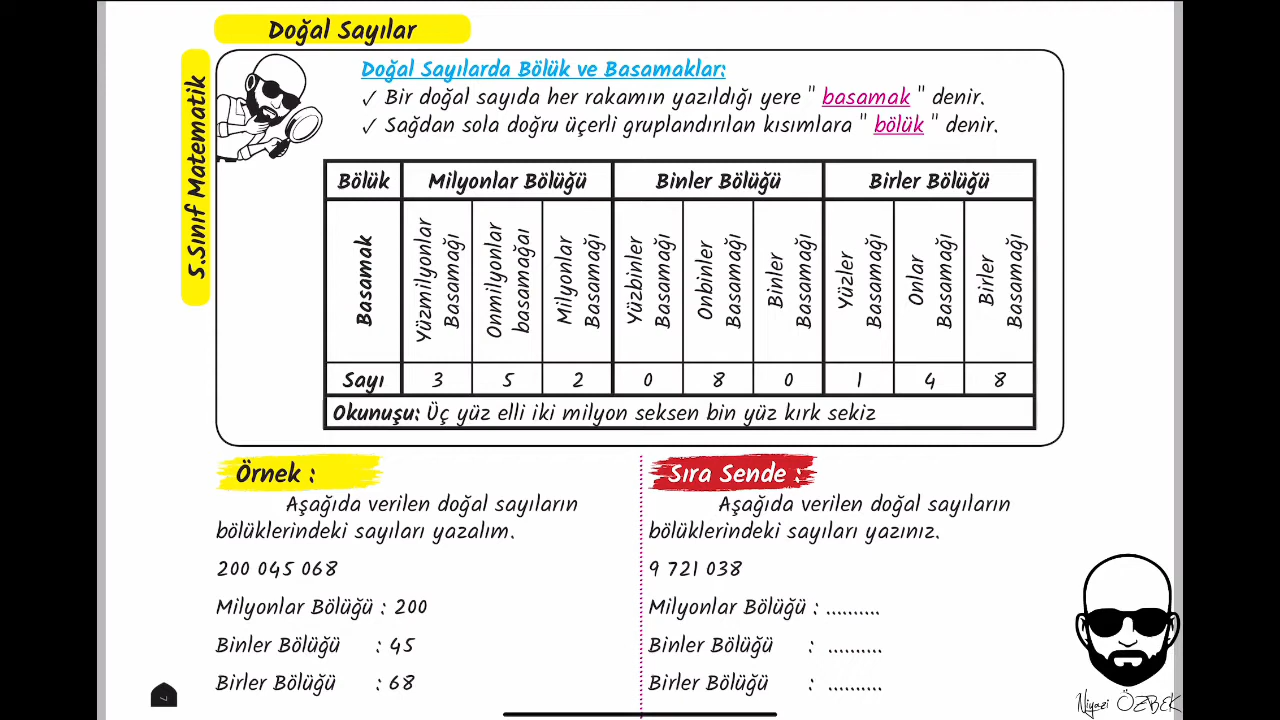 Doğal Sayılar
5.Sınıf Matematik
Doğal Sayılarda Bölük ve Basamaklar:
✓ Bir doğal sayıda her rakamın yazıldığı yere " basamak " denir.
✓ Sağdan sola doğru üçerli gruplandırılan kısımlara " bölük " denir.
Bölük Milyonlar Bölüğü Binler Bölüğü Birler Bölüğü
Basamak
Yüzmilyonlar
Basamağı
Onmilyonlar
basamağaı
Milyonlar
Basamağı
Yüzbinler
Basamağı
Onbinler
Basamağı
Binler
Basamağı
Yüzler
Basamağı
Onlar
Basamağı
Birler
Basamağı
Sayı 3 5 2 0 8 0 1 4 8
Okunuşu: Üç yüz elli iki milyon seksen bin yüz kırk sekiz
Örnek :
Aşağıda verilen doğal sayıların
bölüklerindeki sayıları yazalım.
200 045 068
Milyonlar Bölüğü : 200
Binler Bölüğü : 45
Birler Bölüğü : 68
Sıra Sende :
Aşağıda verilen doğal sayıların
bölüklerindeki sayıları yazınız.
9 721 038
Milyonlar Bölüğü : ..........
Binler Bölüğü : ..........
Birler Bölüğü : ..........
7
Niyazi ÖZBEK